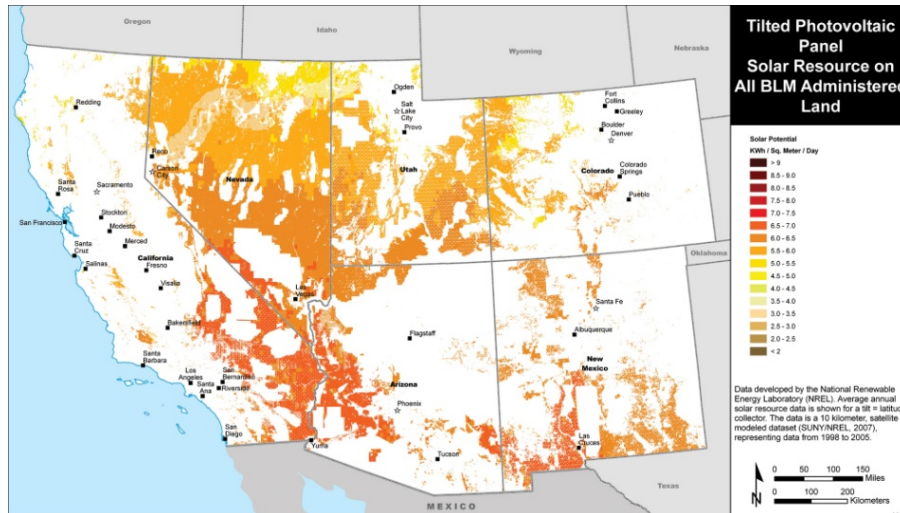 Oregon
Idaho
Wyoming
Nebraska
Tilted Photovoltaic
Panel
Solar Resource on
All BLM Administered
Land
Redding
Ogden
Salt
Lake
City
Provo
Fort
Collins
Greeley
Boulder
Denver
Reno
Carson
City
Nevada
Utah
Colorado
Colorado
Springs
Pueblo
Santa
Rosa
Sacramento
San Francisco
Stockton
Modesto
Merced
Santa
Cruz
Salinas
California
Fresno
Visalia
Las
Vegas
Oklahoma
Bakersfield
Flagstaff
Santa Fe
Albuquerque
Santa
Barbara
Los
Angeles
Santa
Ana
San
Bernardino
Riverside
Arizona
Phoenix
New
Mexico
San
Diego
Yuma
Tucson
Las
Cruces
MEXICO
Texas
Solar Potential
KWh / Sq. Meter / Day
> 9
8.5 - 9.0
8.0 - 8.5
7.5 - 8.0
7.0 - 7.5
6.5 - 7.0
6.0 - 6.5
5.5 - 6.0
5.0 - 5.5
4.5 - 5.0
4.0 - 4.5
3.5 - 4.0
3.0 - 3.5
2.5 - 3.0
2.0 - 2.5
< 2
Data developed by the National Renewable
Energy Laboratory (NREL). Average annual
solar resource data is shown for a tilt = latitud
collector. The data is a 10 kilometer, satellite
modeled dataset (SUNY/NREL, 2007),
representing data from 1998 to 2005.
N
0 50 100 150
Miles
0 100 200
Kilometers